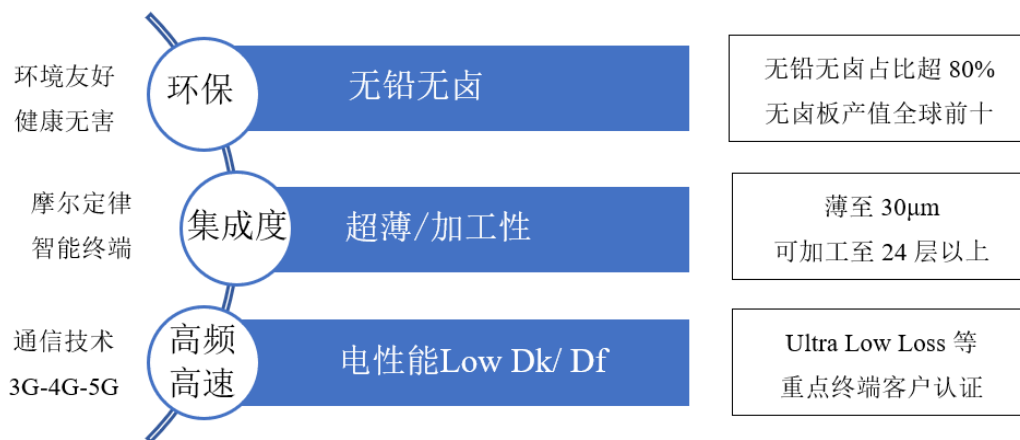 环境友好
健康无害
环保
无铅无卤
无铅无卤占比超 80%
无卤板产值全球前十
摩尔定律
智能终端
集成度
超薄/加工性
薄至 30μm
可加工至 24 层以上
通信技术
3G-4G-5G
高频
高速
电性能Low Dk/ Df
Ultra Low Loss 等
重点终端客户认证